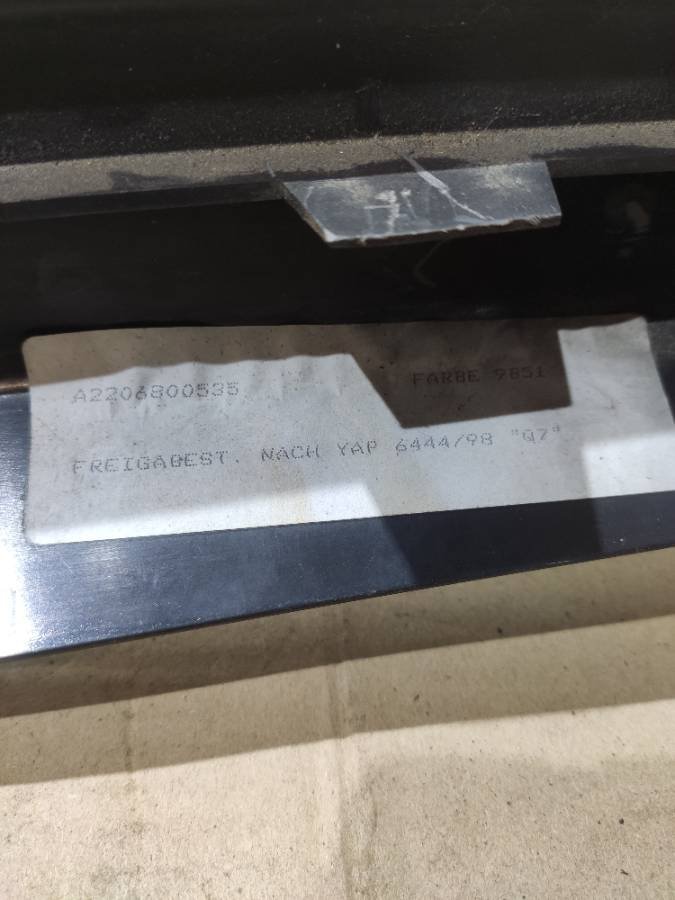 A2206800535 FARBE 9851
FREIGABEST. NACH YAP 6444/98 "Q7"